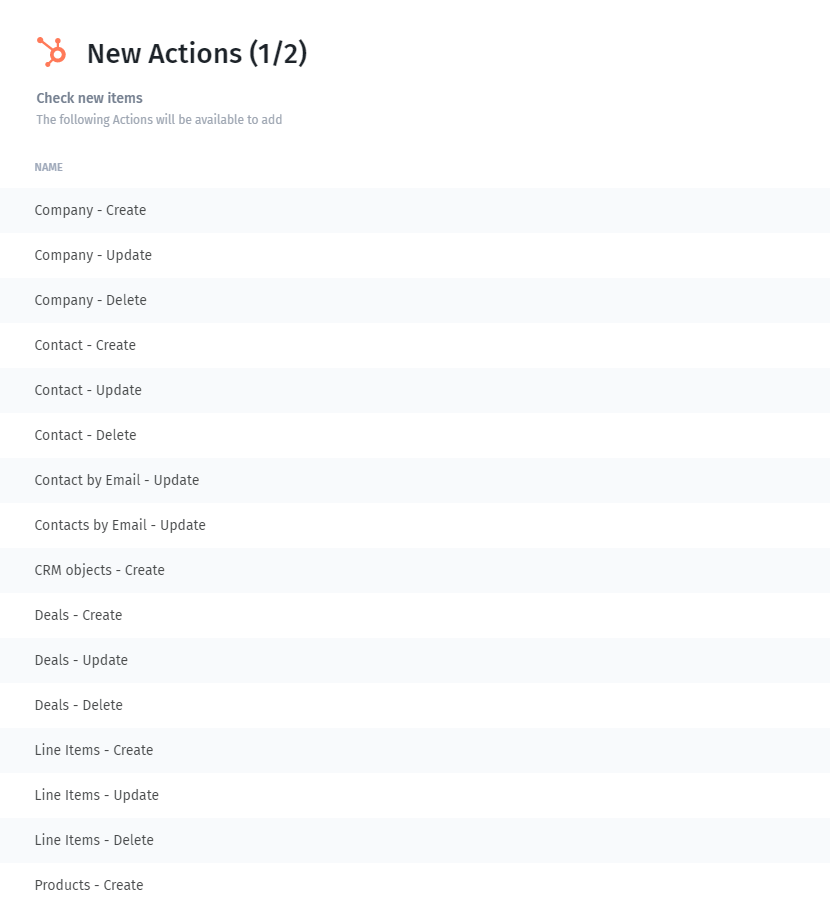 New Actions (1/2)
Check new items
The following Actions will be available to add
NAME
Company - Create
Company - Update
Company - Delete
Contact - Create
Contact - Update
Contact - Delete
Contact by Email - Update
Contacts by Email - Update
CRM objects - Create
Deals - Create
Deals - Update
Deals - Delete
Line Items - Create
Line Items - Update
Line Items - Delete
Products - Create